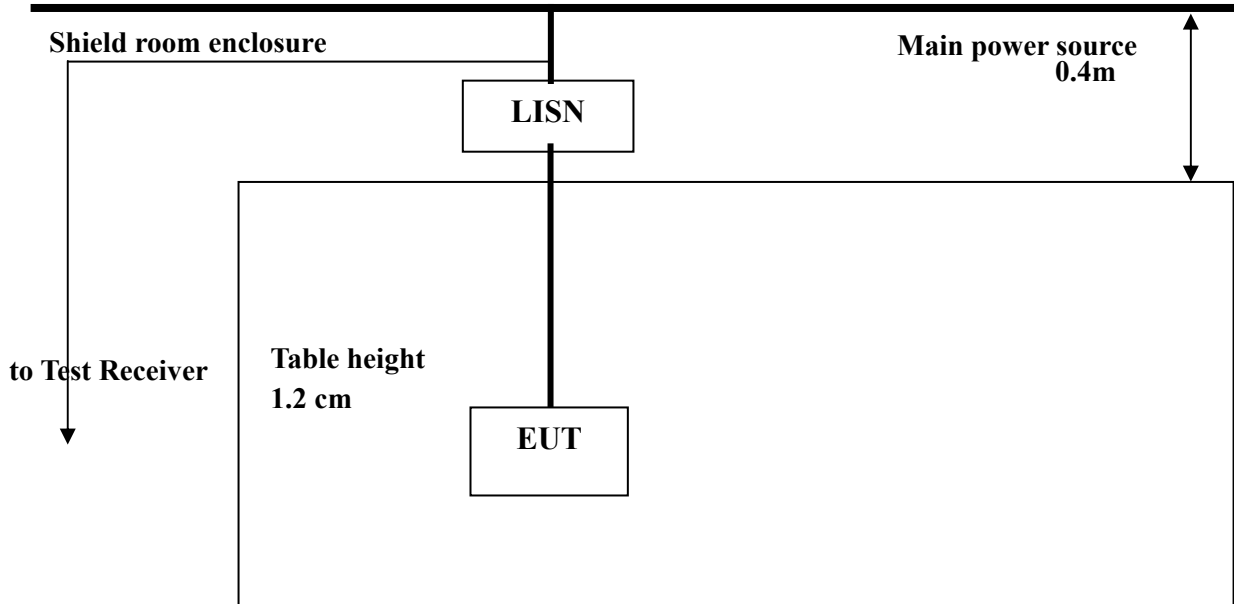 Shield room enclosure
Main power source
0.4m
LISN
to Test Receiver
Table height
1.2 cm
EUT